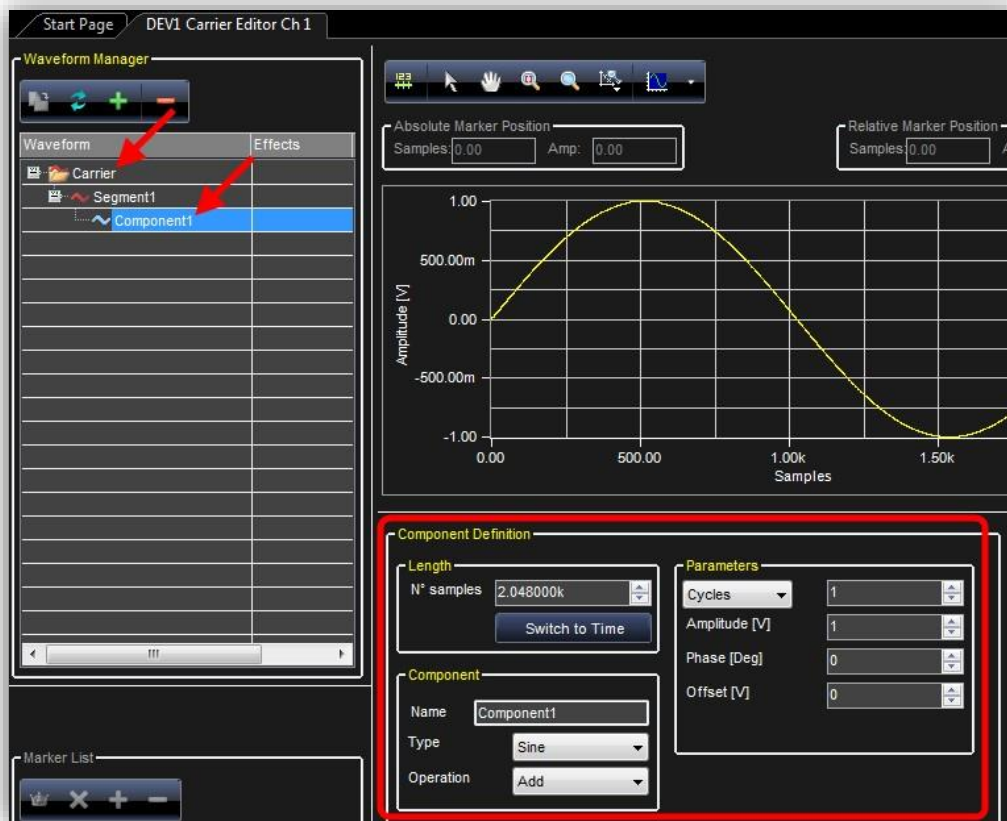 Start Page
DEV1 Carrier Editor Ch 1
Waveform Manager
Waveform Effects
Carrier
Segment1
Component1
Marker List
123
Absolute Marker Position
Samples: 0.00 Amp: 0.00
Relative Marker Position
Samples: 0.00 A
Amplitude [V]
1.00
500.00m
0.00
-500.00m
-1.00
0.00 500.00 1.00k 1.50k
Samples
Component Definition
Length
N° samples 2.048000k
Switch to Time
Component
Name Component1
Type Sine
Operation Add
Parameters
Cycles 1
Amplitude [V] 1
Phase [Deg] 0
Offset [V] 0